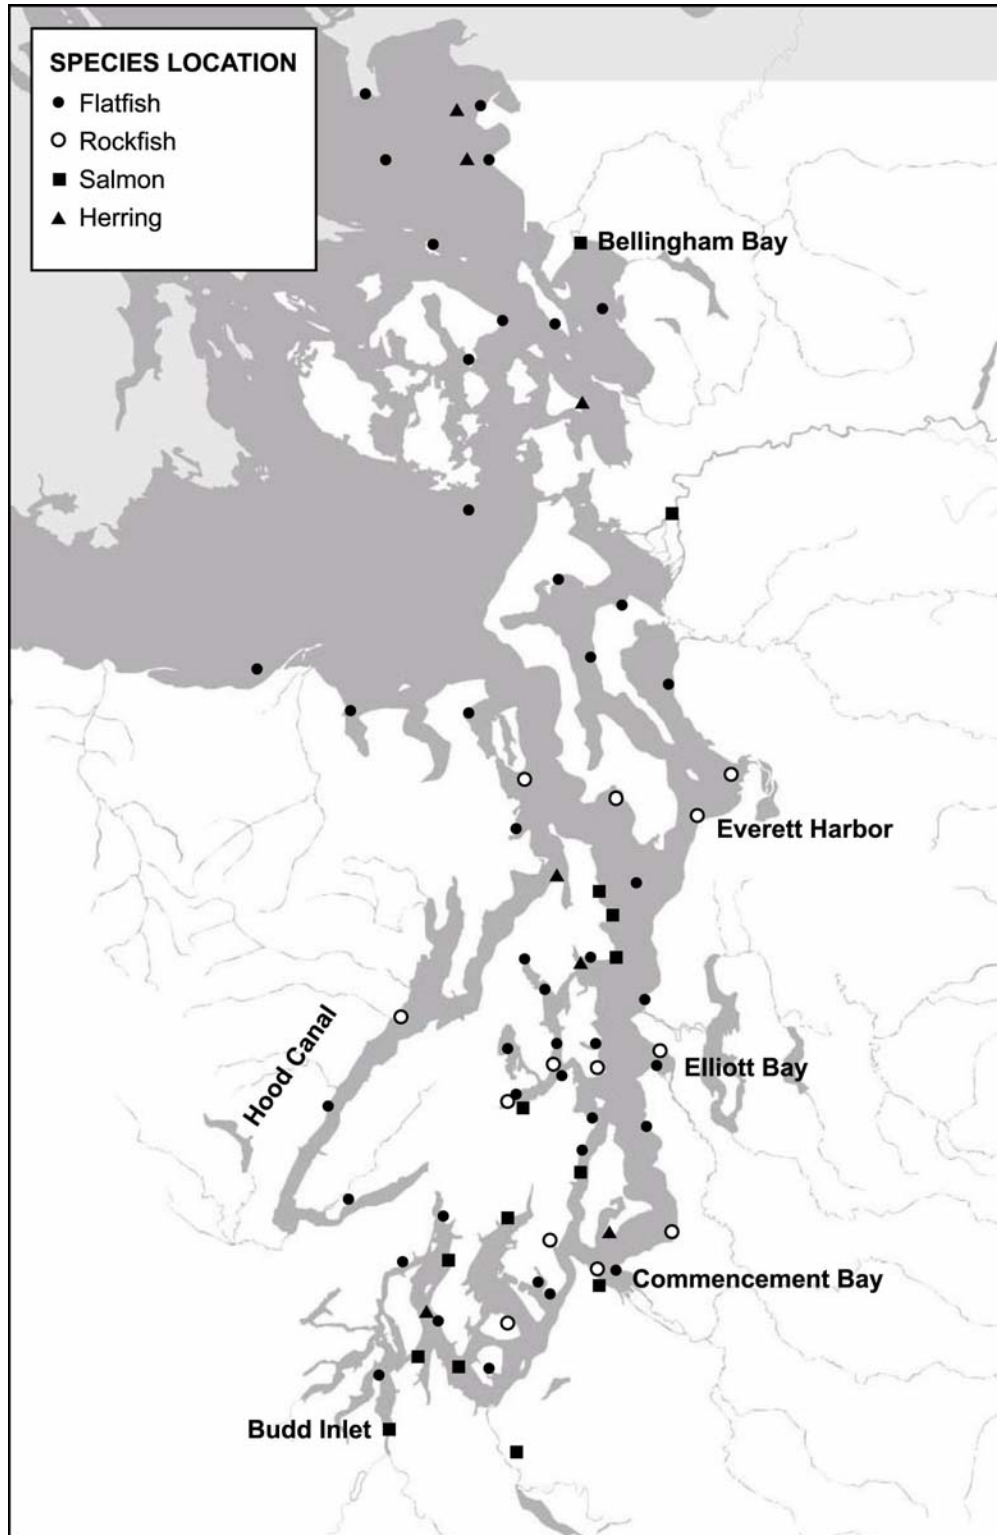 SPECIES LOCATION
Flatfish
Rockfish
Salmon
Herring
Bellingham Bay
Everett Harbor
Hood Canal
Elliott Bay
Commencement Bay
Budd Inlet